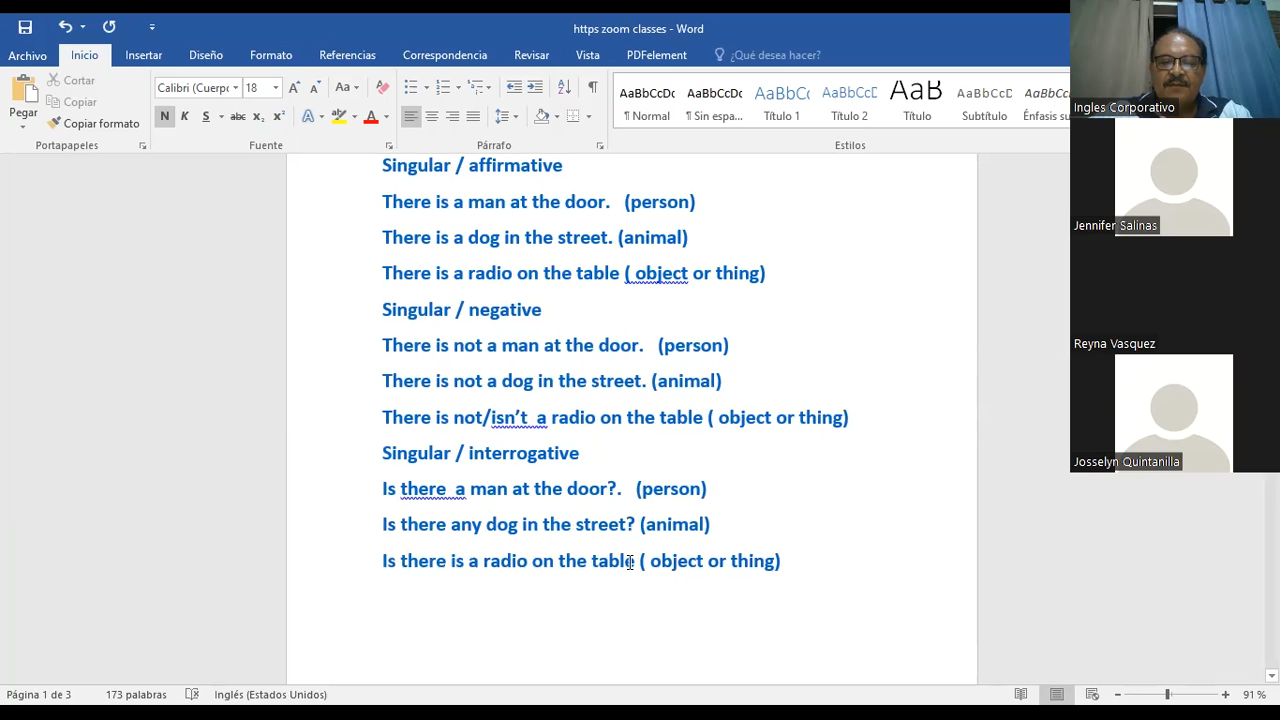 https zoom classes - Word
Archivo Inicio Insertar Diseño Formato Referencias Correspondencia Revisar Vista PDFelement ¿Qué desea hacer?
Pegar
Cortar
Copiar
Copiar formato
Portapapeles
Calibri (Cuerpo 18
Aa
N K S abc x₂ x² A A
Fuente
Párrafo
AaBbCcDc AaBbCcDc AaBbCc AaBbCcD AaB AaBbCcD AaBbCcDc
¶ Normal ¶ Sin espa... Título 1 Título 2 Título Subtítulo Énfasis su
Estilos
Singular / affirmative
There is a man at the door. (person)
There is a dog in the street. (animal)
There is a radio on the table ( object or thing)
Singular / negative
There is not a man at the door. (person)
There is not a dog in the street. (animal)
There is not/isn’t a radio on the table ( object or thing)
Singular / interrogative
Is there a man at the door?. (person)
Is there any dog in the street? (animal)
Is there is a radio on the table ( object or thing)
Ingles Corporativo
Jennifer Salinas
Reyna Vasquez
Josselyn Quintanilla
Página 1 de 3 173 palabras Inglés (Estados Unidos) 91 %